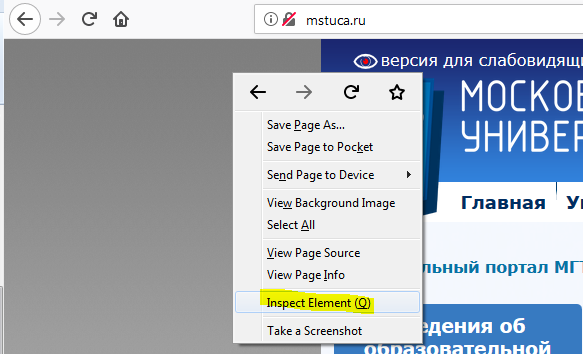 mstuca.ru
версия для слабовидящи
МОСКОВ
УНИВЕР
Главная
Save Page As...
Save Page to Pocket
Send Page to Device
View Background Image
Select All
View Page Source
View Page Info
Inspect Element (Q)
Take a Screenshot
льный портал МГТ
едения об
образовательной